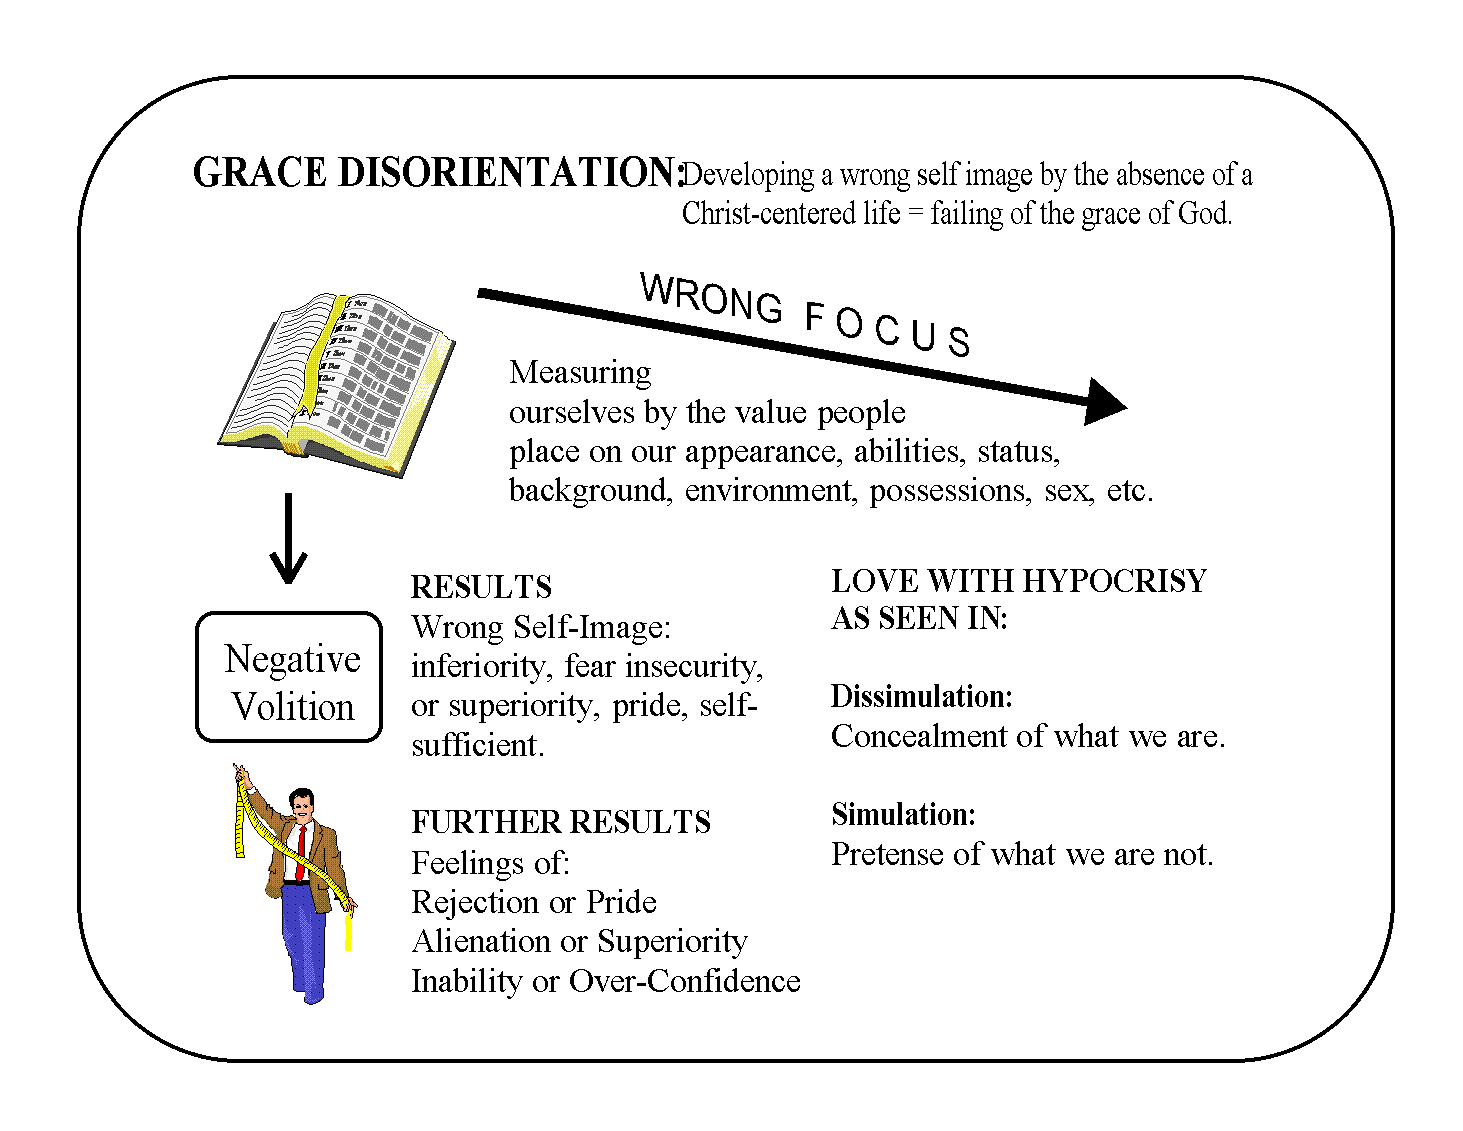 GRACE DISORIENTATION: Developing a wrong self image by the absence of a
Christ-centered life = failing of the grace of God.
WRONG FOCUS
Measuring
ourselves by the value people
place on our appearance, abilities, status,
background, environment, possessions, sex, etc.
Negative
Volition
RESULTS
Wrong Self-Image:
inferiority, fear insecurity,
or superiority, pride, self-
sufficient.
FURTHER RESULTS
Feelings of:
Rejection or Pride
Alienation or Superiority
Inability or Over-Confidence
LOVE WITH HYPOCRISY
AS SEEN IN:
Dissimulation:
Concealment of what we are.
Simulation:
Pretense of what we are not.